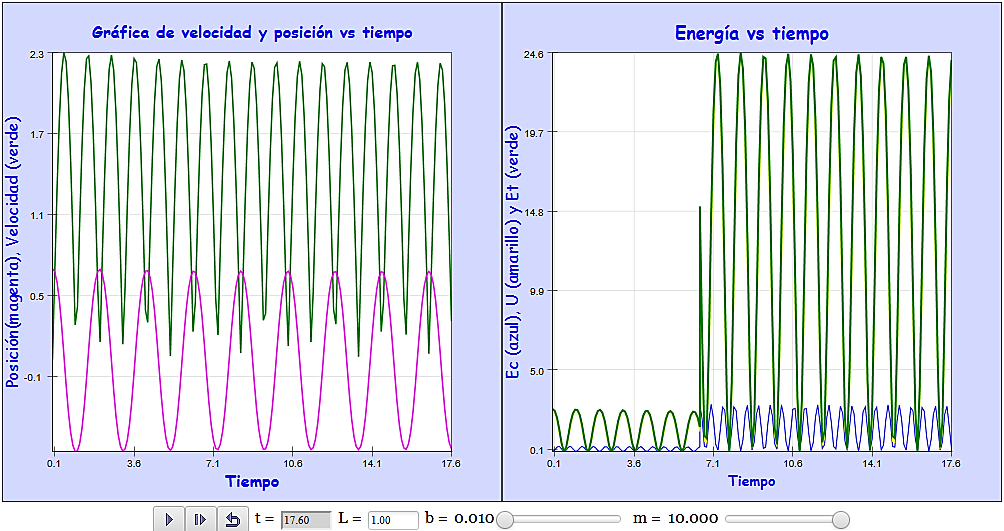 Gráfica de velocidad y posición vs tiempo
Posición(magenta), Velocidad (verde)
2.3
1.7
1.1
0.5
-0.1
0.1 3.6 7.1 10.6 14.1 17.6
Tiempo
Energía vs tiempo
Ec (azul), U (amarillo) y Et (verde)
24.6
19.7
14.8
9.9
5.0
0.1
0.1 3.6 7.1 10.6 14.1 17.6
Tiempo
t = 17.60 L = 1.00 b = 0.010 m = 10.000